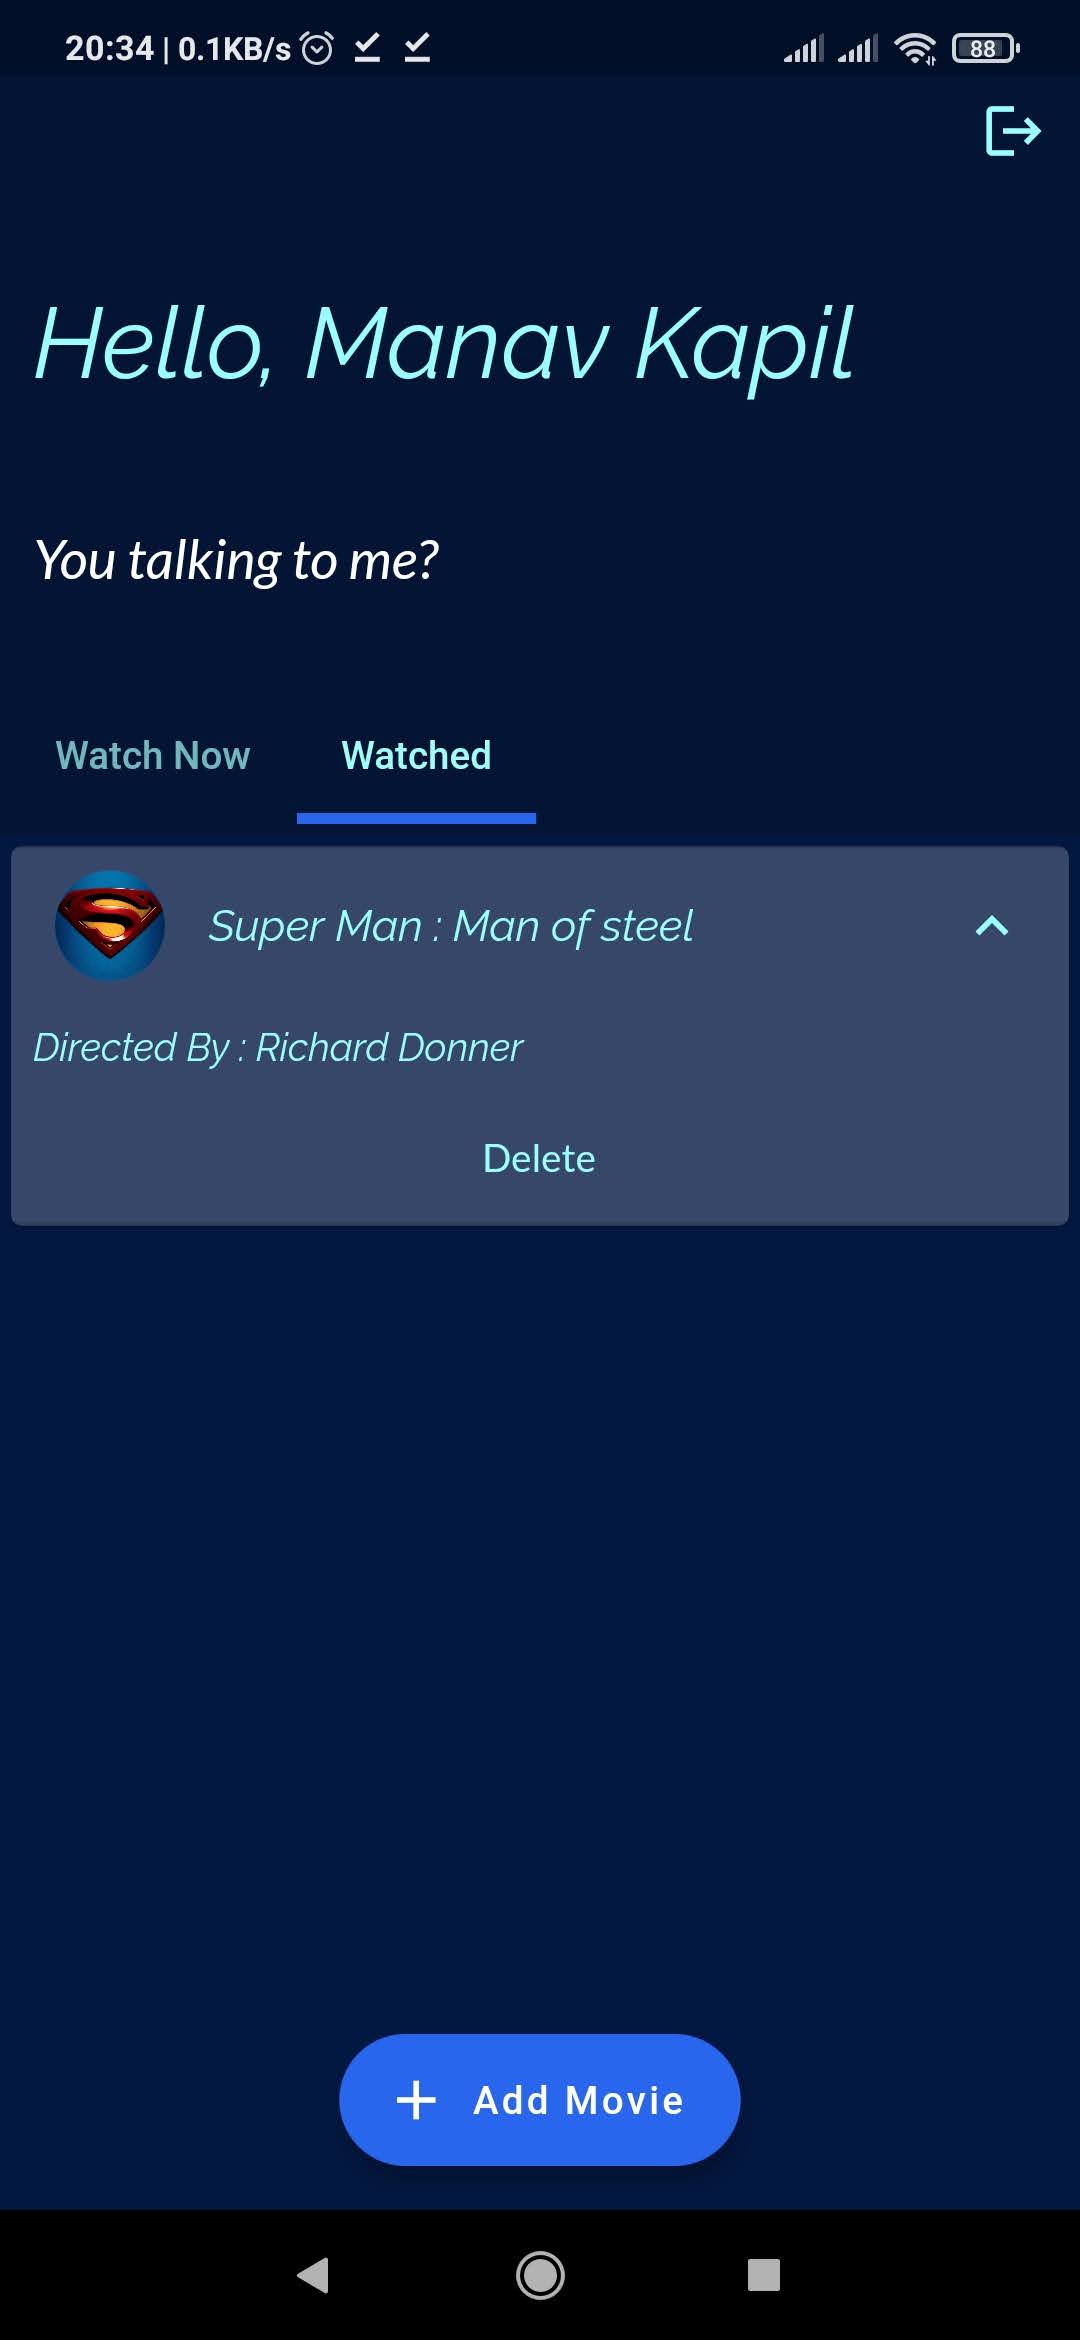 20:34 | 0.1KB/s
88
Hello, Manav Kapil
You talking to me?
Watch Now Watched
Super Man : Man of steel
Directed By : Richard Donner
Delete
Add Movie